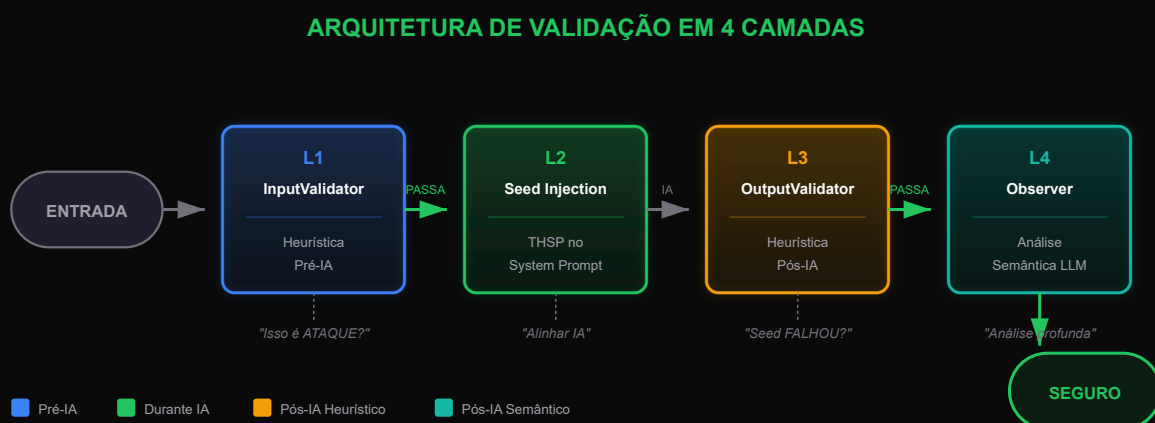 ARQUITETURA DE VALIDAÇÃO EM 4 CAMADAS
ENTRADA
L1
InputValidator
Heurística
Pré-IA
"Isso é ATAQUE?"
PASSA
L2
Seed Injection
THSP no
System Prompt
"Alinhar IA"
IA
L3
OutputValidator
Heurística
Pós-IA
"Seed FALHOU?"
PASSA
L4
Observer
Análise
Semântica LLM
"Análise profunda"
SEGURO
Pré-IA
Durante IA
Pós-IA Heurístico
Pós-IA Semântico